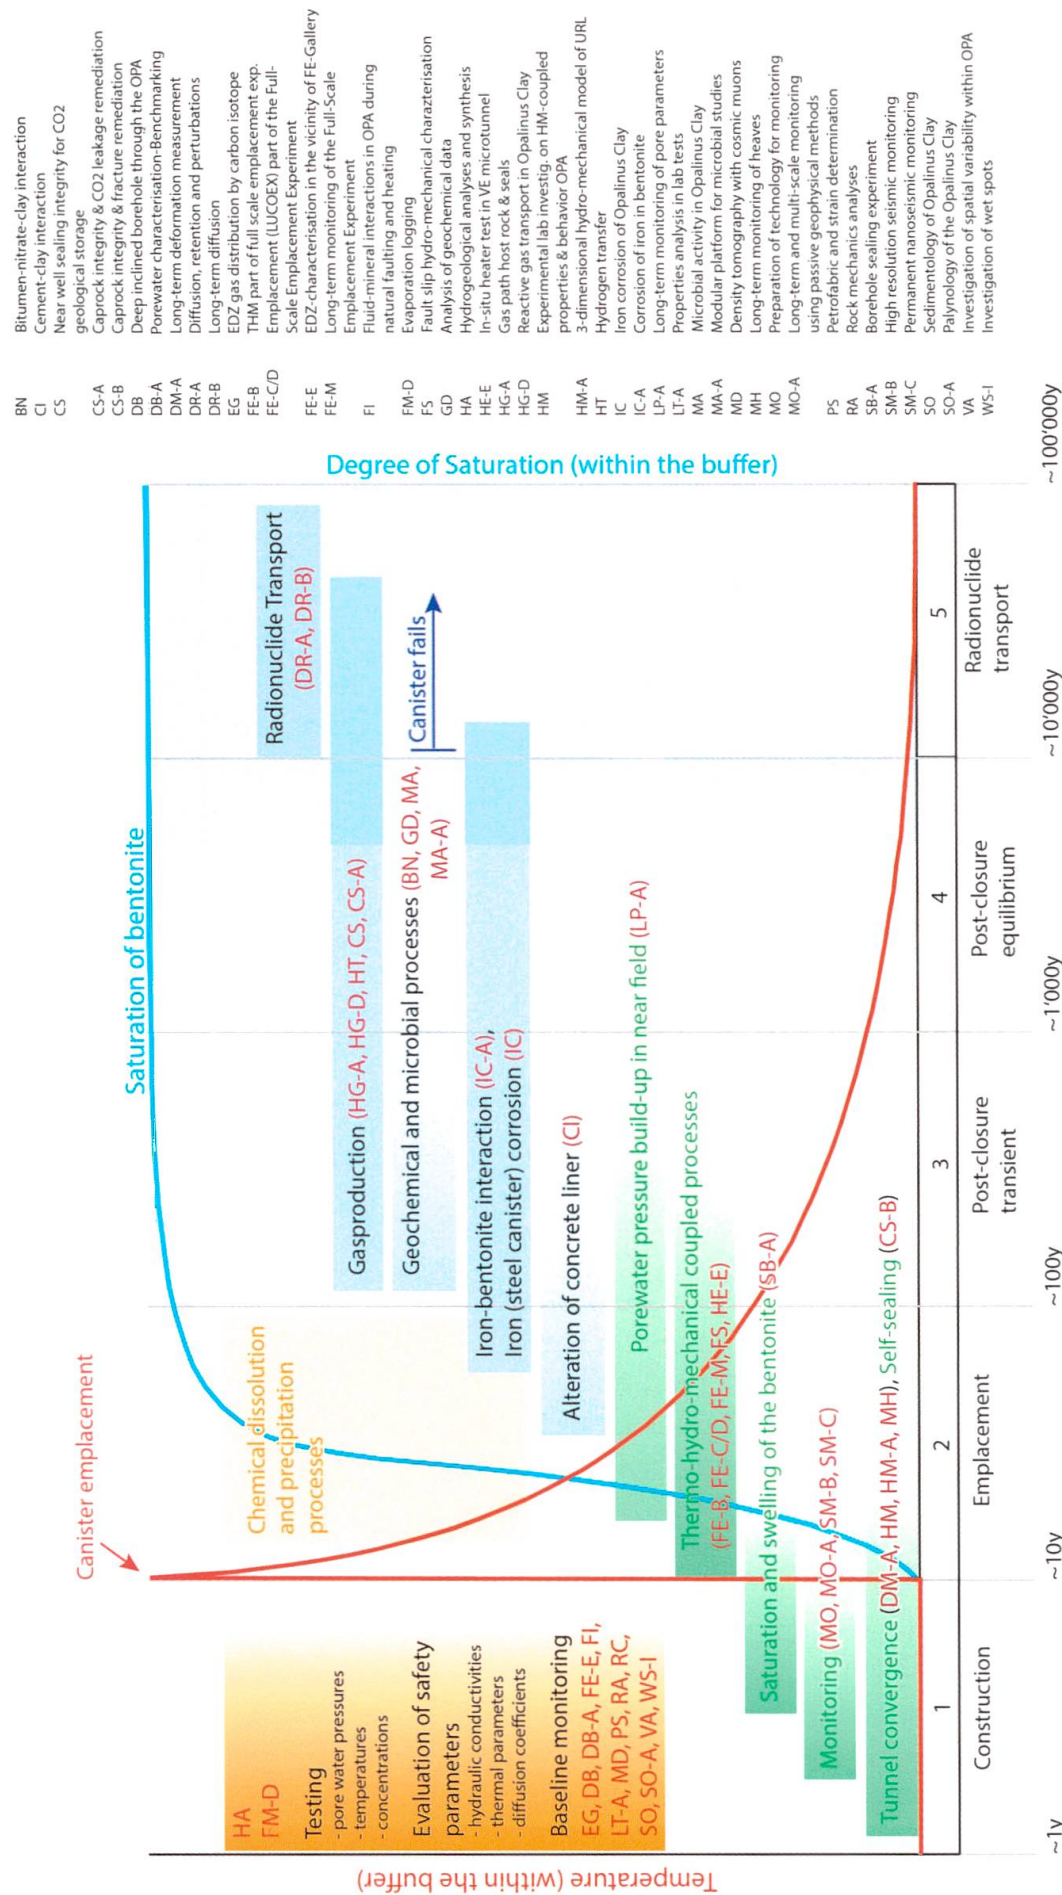 Canister emplacement
Saturation of bentonite
Temperature (within the buffer)
Degree of Saturation (within the buffer)
HA
FM-D
Testing
- pore water pressures
- temperatures
- concentrations
Evaluation of safety
parameters
- hydraulic conductivities
- thermal parameters
- diffusion coefficients
Baseline monitoring
EG, DB, DB-A, FE-E, FI,
LT-A, MD, PS, RA, RC,
SO, SO-A, VA, WS-I
Chemical dissolution
and precipitation
processes
Radionuclide Transport
(DR-A, DR-B)
Gasproduction (HG-A, HG-D, HT, CS, CS-A)
Geochemical and microbial processes (BN, GD, MA,
MA-A)
Canister fails
Iron-bentonite interaction (IC-A),
Iron (steel canister) corrosion (IC)
Alteration of concrete liner (CI)
Porewater pressure build-up in near field (LP-A)
Thermo-hydro-mechanical coupled processes
(FE-B, FE-C/D, FE-M, FS, HE-E)
Saturation and swelling of the bentonite (SB-A)
Monitoring (MO, MO-A, SM-B, SM-C)
Tunnel convergence (DM-A, HM, HM-A, MH), Self-sealing (CS-B)
1
2
3
4
5
Construction
Emplacement
Post-closure
transient
Post-closure
equilibrium
Radionuclide
transport
~1y
~10y
~100y
~1'000y
~10'000y
~100'000y
BN Bitumen-nitrate-clay interaction
CI Cement-clay interaction
CS Near well sealing integrity for CO2
geological storage
CS-A Caprock integrity & CO2 leakage remediation
CS-B Caprock integrity & fracture remediation
DB Deep inclined borehole through the OPA
DB-A Porewater characterisation-Benchmarking
DM-A Long-term deformation measurement
DR-A Diffusion, retention and perturbations
DR-B Long-term diffusion
EG EDZ gas distribution by carbon isotope
FE-B THM part of full scale emplacement exp.
FE-C/D Emplacement (LUCOEX) part of the Full-
Scale Emplacement Experiment
FE-E EDZ-characterisation in the vicinity of FE-Gallery
FE-M Long-term monitoring of the Full-Scale
Emplacement Experiment
FI Fluid-mineral interactions in OPA during
natural faulting and heating
FM-D Evaporation logging
FS Fault slip hydro-mechanical charazterisation
GD Analysis of geochemical data
HA Hydrogeological analyses and synthesis
HE-E In-situ heater test in VE microtunnel
HG-A Gas path host rock & seals
HG-D Reactive gas transport in Opalinus Clay
HM Experimental lab investig, on HM-coupled
properties & behavior OPA
HM-A 3-dimensional hydro-mechanical model of URL
HT Hydrogen transfer
IC Iron corrosion of Opalinus Clay
IC-A Corrosion of iron in bentonite
LP-A Long-term monitoring of pore parameters
LT-A Properties analysis in lab tests
MA Microbial activity in Opalinus Clay
MA-A Modular platform for microbial studies
MD Density tomography with cosmic muons
MH Long-term monitoring of heaves
MO Preparation of technology for monitoring
MO-A Long-term and multi-scale monitoring
using passive geophysical methods
PS Petrofabric and strain determination
RA Rock mechanics analyses
SB-A Borehole sealing experiment
SM-B High resolution seismic monitoring
SM-C Permanent nanoseismic monitoring
SO Sedimentology of Opalinus Clay
SO-A Palynology of the Opalinus Clay
VA Investigation of spatial variability within OPA
WS-I Investigation of wet spots